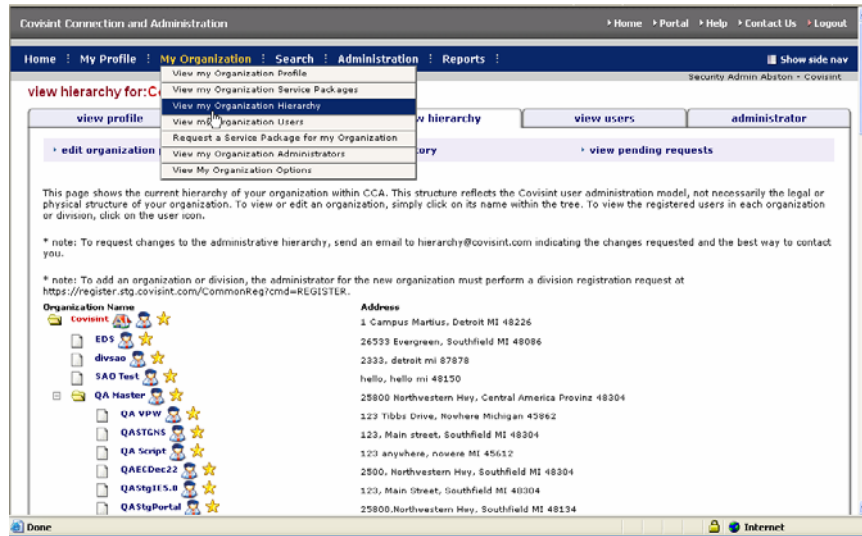 Covisint Connection and Administration
Home Portal Help Contact Us Logout
Home My Profile My Organization Search Administration Reports Show side nav
Security Admin Abston - Covisint
view hierarchy for:C
View my Organization Profile
View my Organization Service Packages
View my Organization Hierarchy
View my Organization Users
Request a Service Package for my Organization
View my Organization Administrators
View My Organization Options
view profile hierarchy view users administrator
edit organization view pending requests
This page shows the current hierarchy of your organization within CCA. This structure reflects the Covisint user administration model, not necessarily the legal or
physical structure of your organization. To view or edit an organization, simply click on its name within the tree. To view the registered users in each organization
or division, click on the user icon.
* note: To request changes to the administrative hierarchy, send an email to hierarchy@covisint.com indicating the changes requested and the best way to contact
you.
* note: To add an organization or division, the administrator for the new organization must perform a division registration request at
https://register.stg.covisint.com/CommonReg?cmd=REGISTER.
Organization Name Address
Covisint 1 Campus Martius, Detroit MI 48226
EDS 26533 Evergreen, Southfield MI 48086
divsao 2333, detroit mi 87878
SAO Test hello, hello mi 48150
QA Master 25800 Northvestern Hwy, Central America Provinz 48304
QA VPW 123 Tibbs Drive, Nowhere Michigan 45862
QASTGNS 123, Main street, Southfield MI 48304
QA Script 123 anywhere, novere MI 45612
QAECDec22 2500, Northvestern Hwy, Southfield MI 48304
QAStgIE5.0 123, Main Street, Southfield MI 48304
QAStgPortal 25800,Northvestern Hwy, Southfield MI 48134
Done Internet